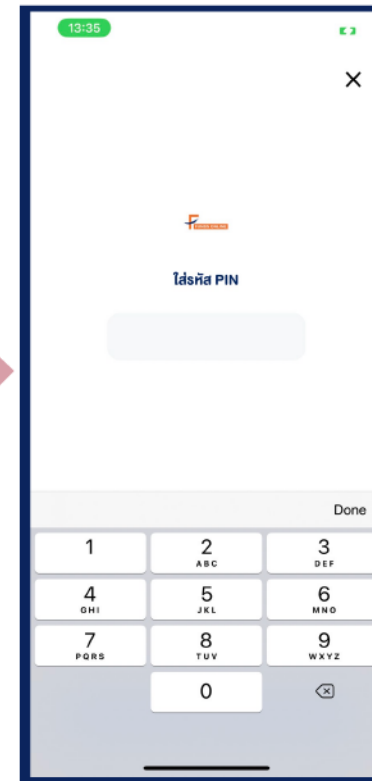 13:35
ใส่รหัส PIN
Done
1
2
ABC
3
DEF
4
GHI
5
JKL
6
MNO
7
PQRS
8
TUV
9
WXYZ
0